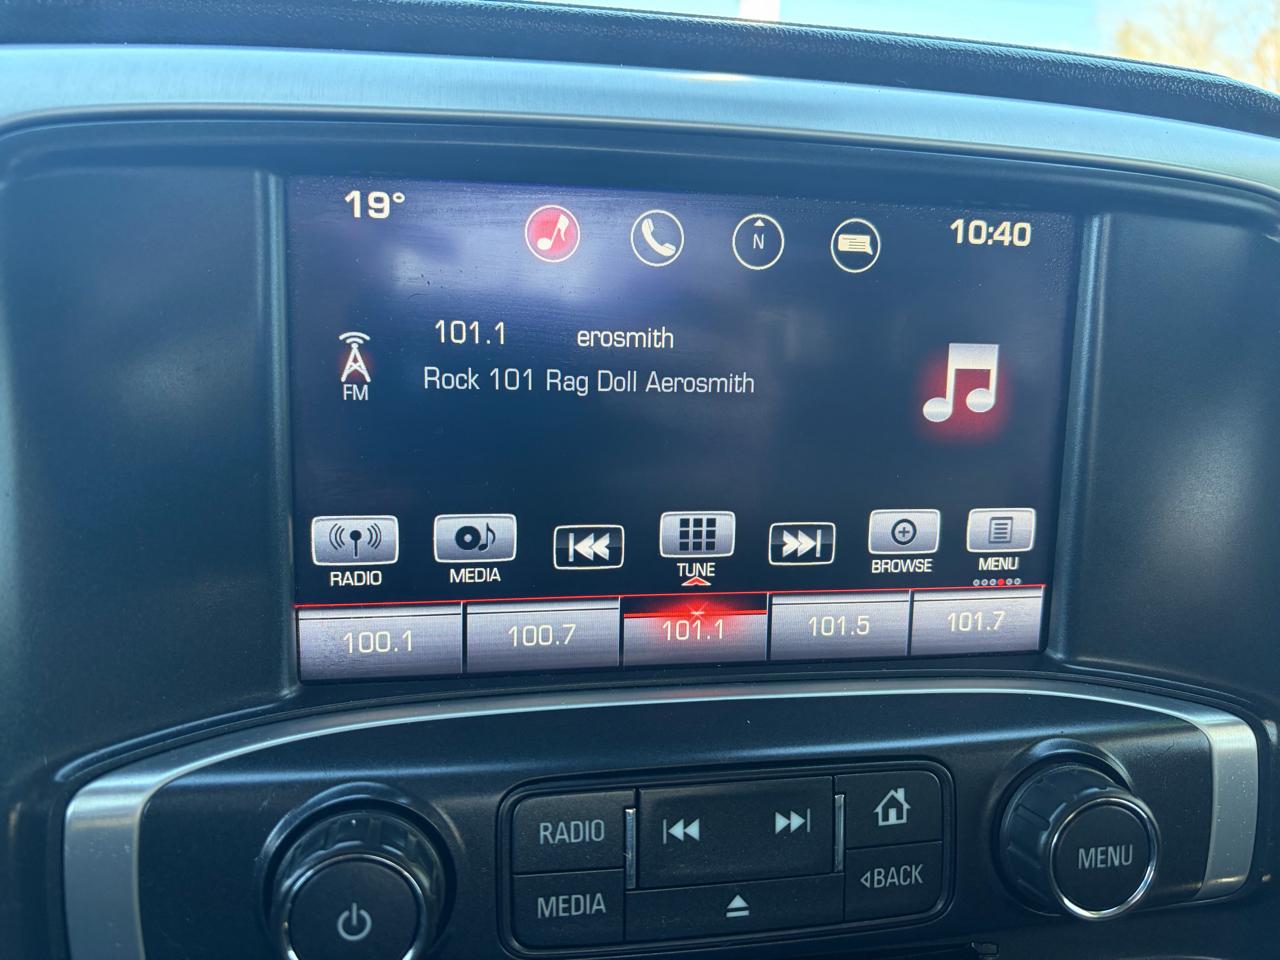 19°
N
10:40
101.1 erosmith
FM
Rock 101 Rag Doll Aerosmith
RADIO
MEDIA
TUNE
BROWSE
MENU
100.1
100.7
101.1
101.5
101.7
RADIO
MEDIA
BACK
MENU